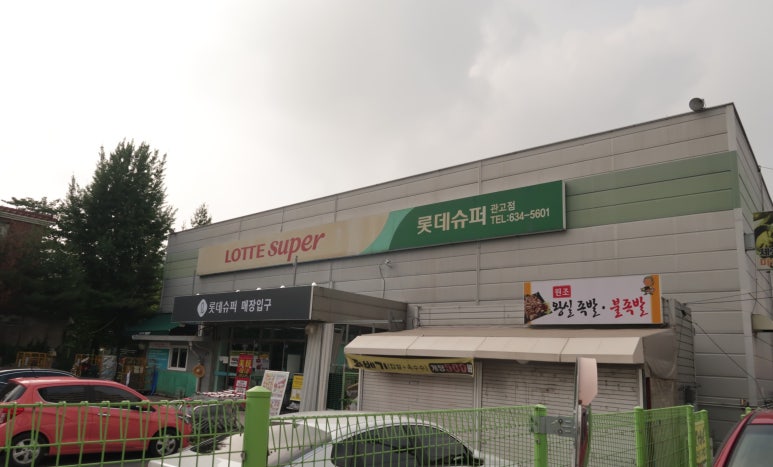 LOTTE super
롯데슈퍼 관고점
TEL:634-5601
롯데슈퍼 매장입구
원조
왕실족발·불족발